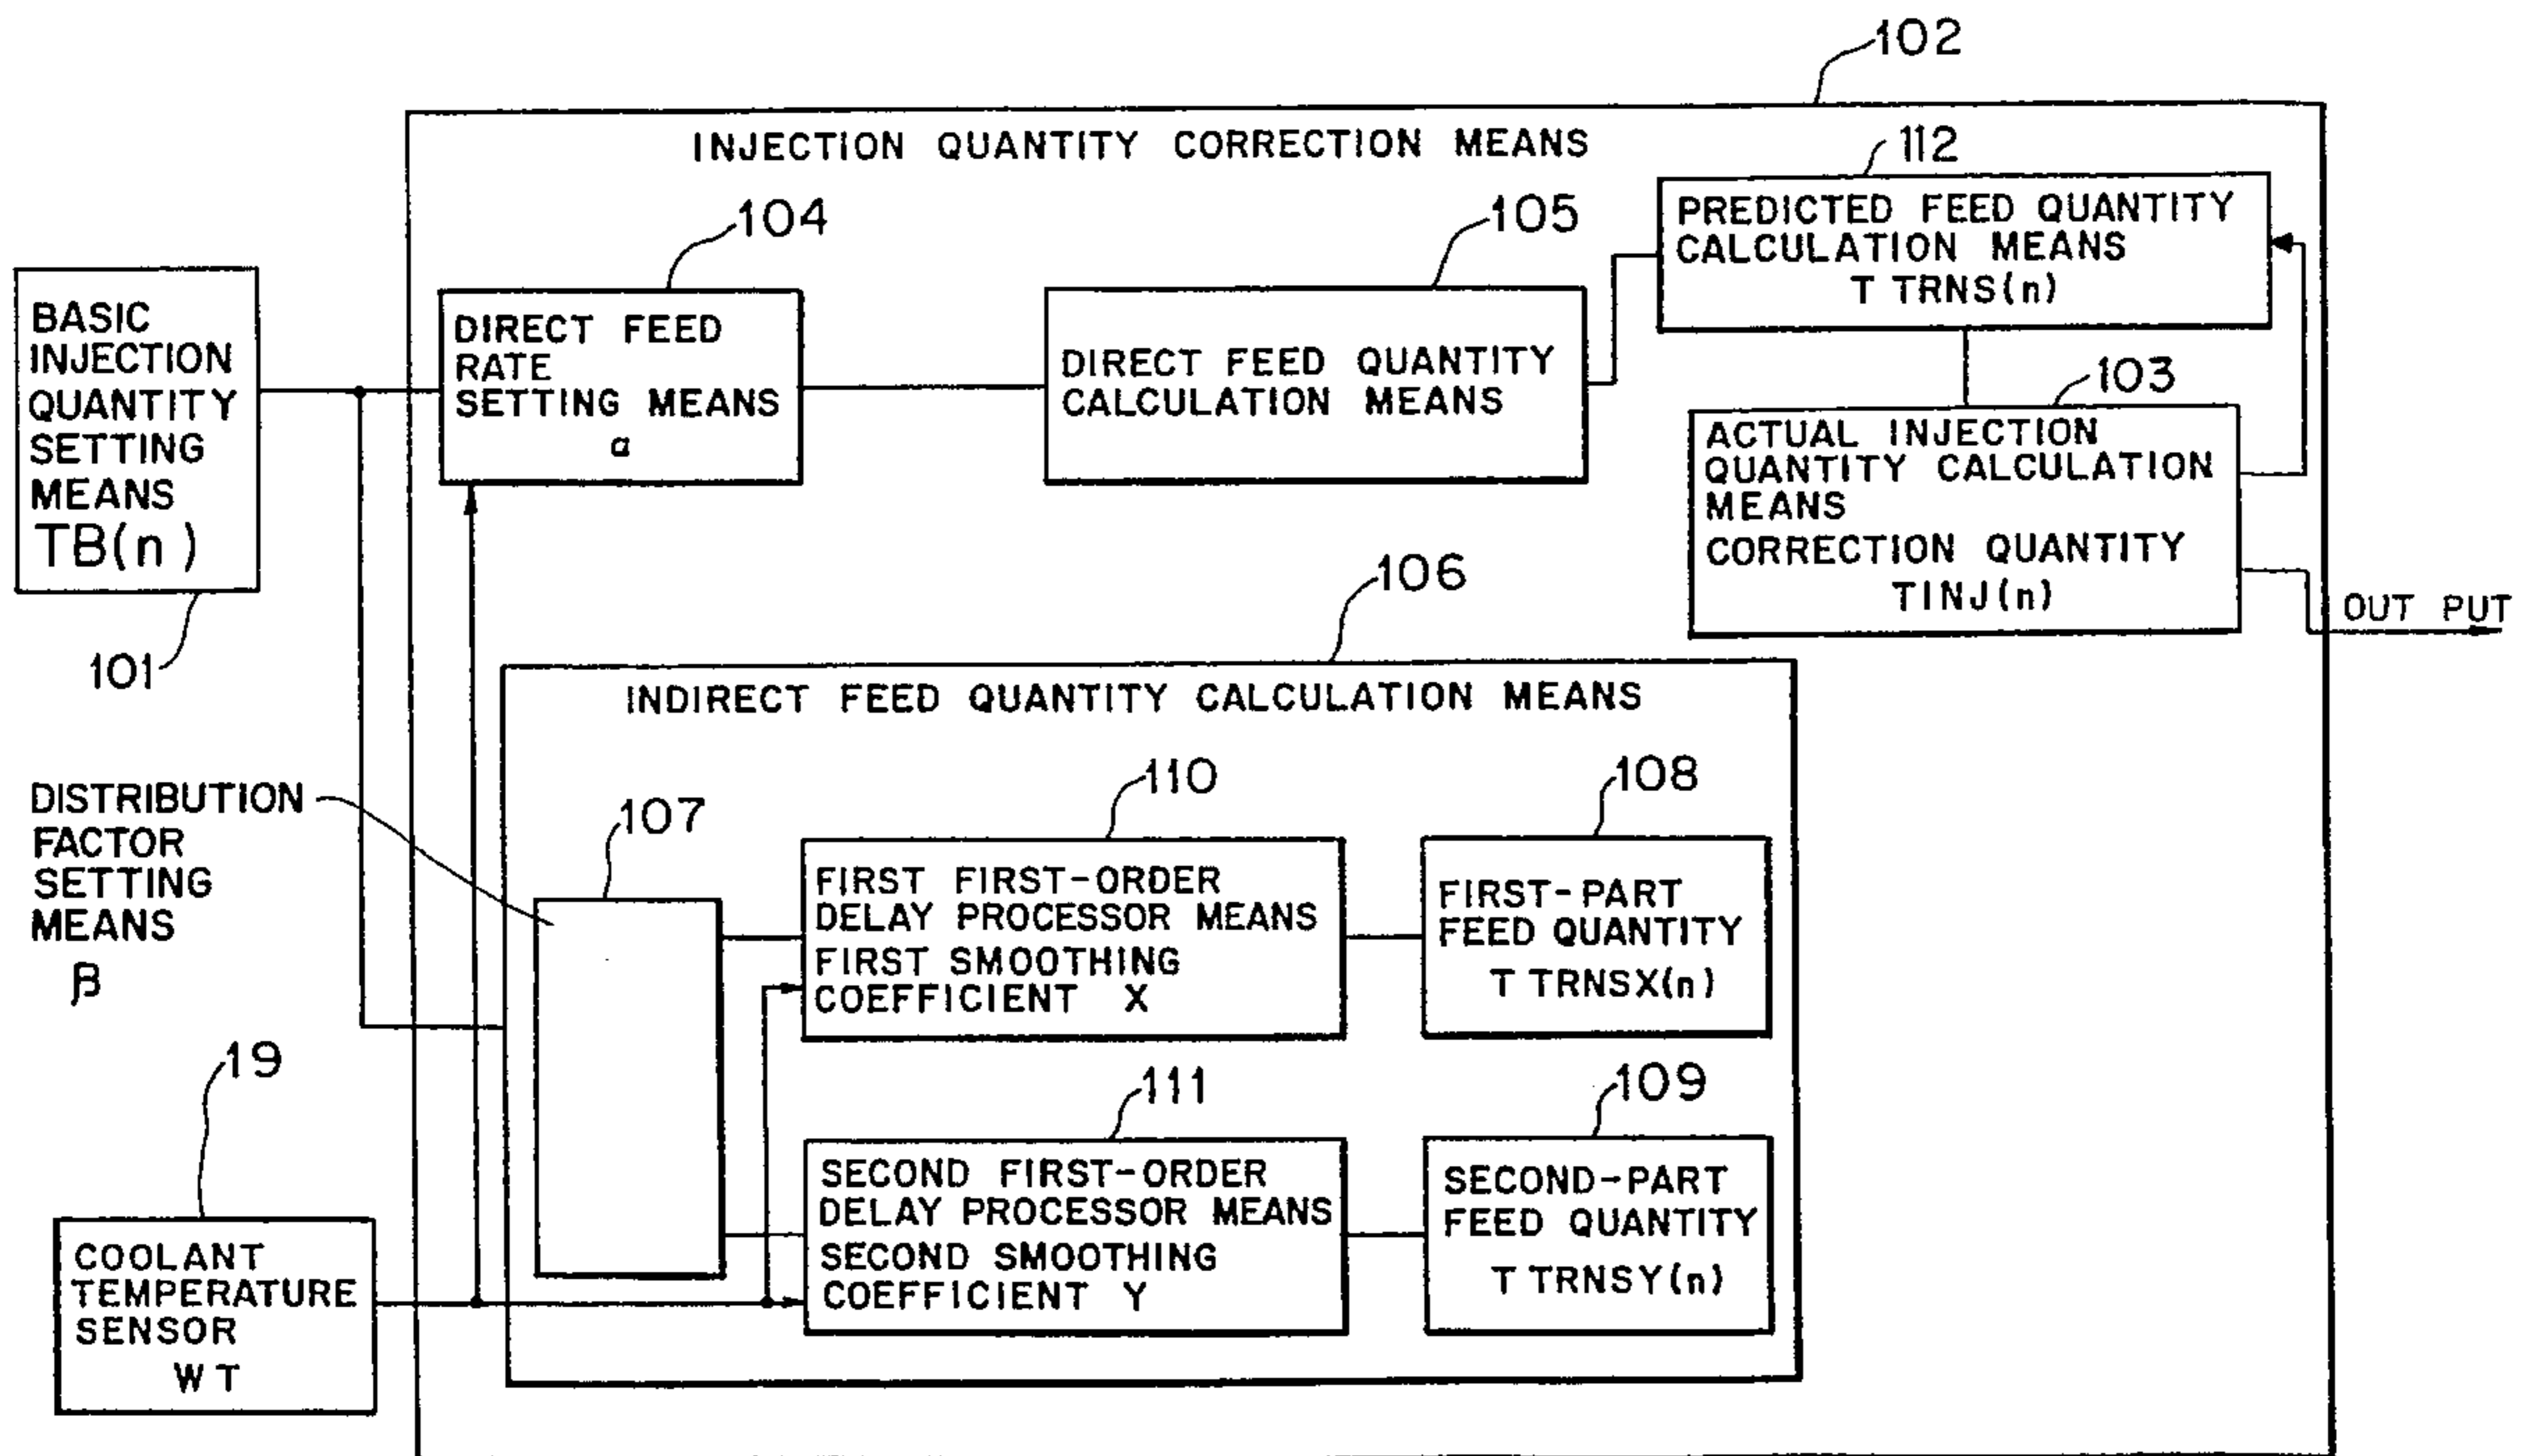 102
INJECTION QUANTITY CORRECTION MEANS
112
PREDICTED FEED QUANTITY
CALCULATION MEANS
T TRNS(n)
104
105
BASIC
INJECTION
QUANTITY
SETTING
MEANS
TB(n)
101
DIRECT FEED
RATE
SETTING MEANS
α
DIRECT FEED QUANTITY
CALCULATION MEANS
103
ACTUAL INJECTION
QUANTITY CALCULATION
MEANS
CORRECTION QUANTITY
TINJ(n)
OUT PUT
106
INDIRECT FEED QUANTITY CALCULATION MEANS
DISTRIBUTION
FACTOR
SETTING
MEANS
β
107
110
FIRST FIRST-ORDER
DELAY PROCESSOR MEANS
FIRST SMOOTHING
COEFFICIENT X
108
FIRST-PART
FEED QUANTITY
T TRNSX(n)
19
COOLANT
TEMPERATURE
SENSOR
WT
111
SECOND FIRST-ORDER
DELAY PROCESSOR MEANS
SECOND SMOOTHING
COEFFICIENT Y
109
SECOND-PART
FEED QUANTITY
T TRNSY(n)